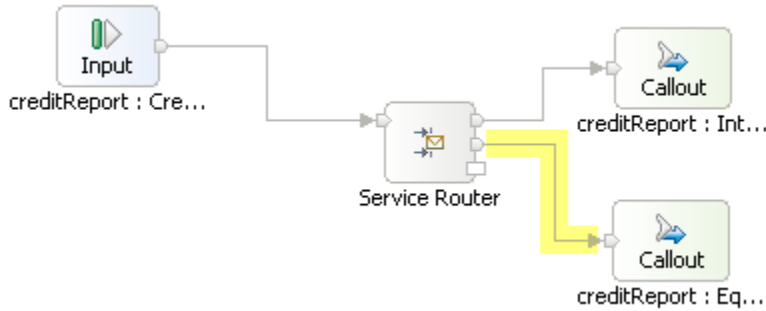 Input
creditReport : Cre...
Callout
creditReport : Int...
Service Router
Callout
creditReport : Eq...